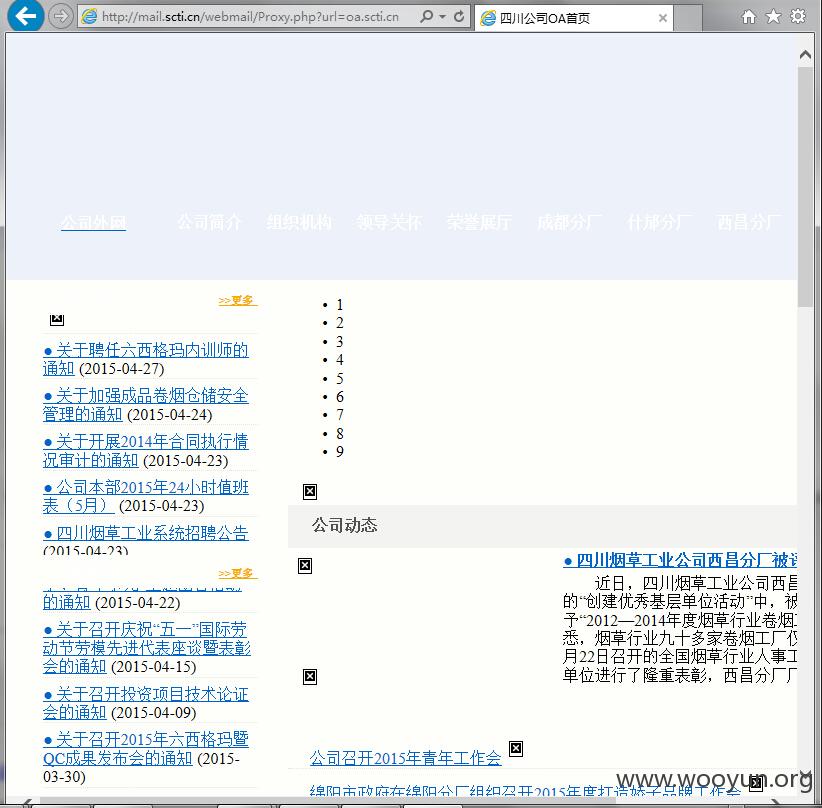 http://mail.scti.cn/webmail/Proxy.php?url=oa.scti.cn
四川公司OA首页
公司外网 公司简介 组织机构 领导关怀 荣誉展厅 成都分厂 什邡分厂 西昌分厂
>>更多
● 关于聘任六西格玛内训师的
通知 (2015-04-27)
● 关于加强成品卷烟仓储安全
管理的通知 (2015-04-24)
● 关于开展2014年合同执行情
况审计的通知 (2015-04-23)
● 公司本部2015年24小时值班
表（5月） (2015-04-23)
● 四川烟草工业系统招聘公告
(2015-04-23)
>>更多
的通知 (2015-04-22)
● 关于召开庆祝“五一”国际劳
动节劳模先进代表座谈暨表彰
会的通知 (2015-04-15)
● 关于召开投资项目技术论证
会的通知 (2015-04-09)
● 关于召开2015年六西格玛暨
QC成果发布会的通知 (2015-
03-30)
• 1
• 2
• 3
• 4
• 5
• 6
• 7
• 8
• 9
公司动态
● 四川烟草工业公司西昌分厂被评
近日，四川烟草工业公司西昌
的“创建优秀基层单位活动”中，被
予“2012—2014年度烟草行业卷烟工
悉，烟草行业九十多家卷烟工厂仅
月22日召开的全国烟草行业人事工
单位进行了隆重表彰，西昌分厂厂
公司召开2015年青年工作会
绵阳市政府在绵阳分厂组织召开2015年度打造娇子品牌工作会
www.wooyun.org